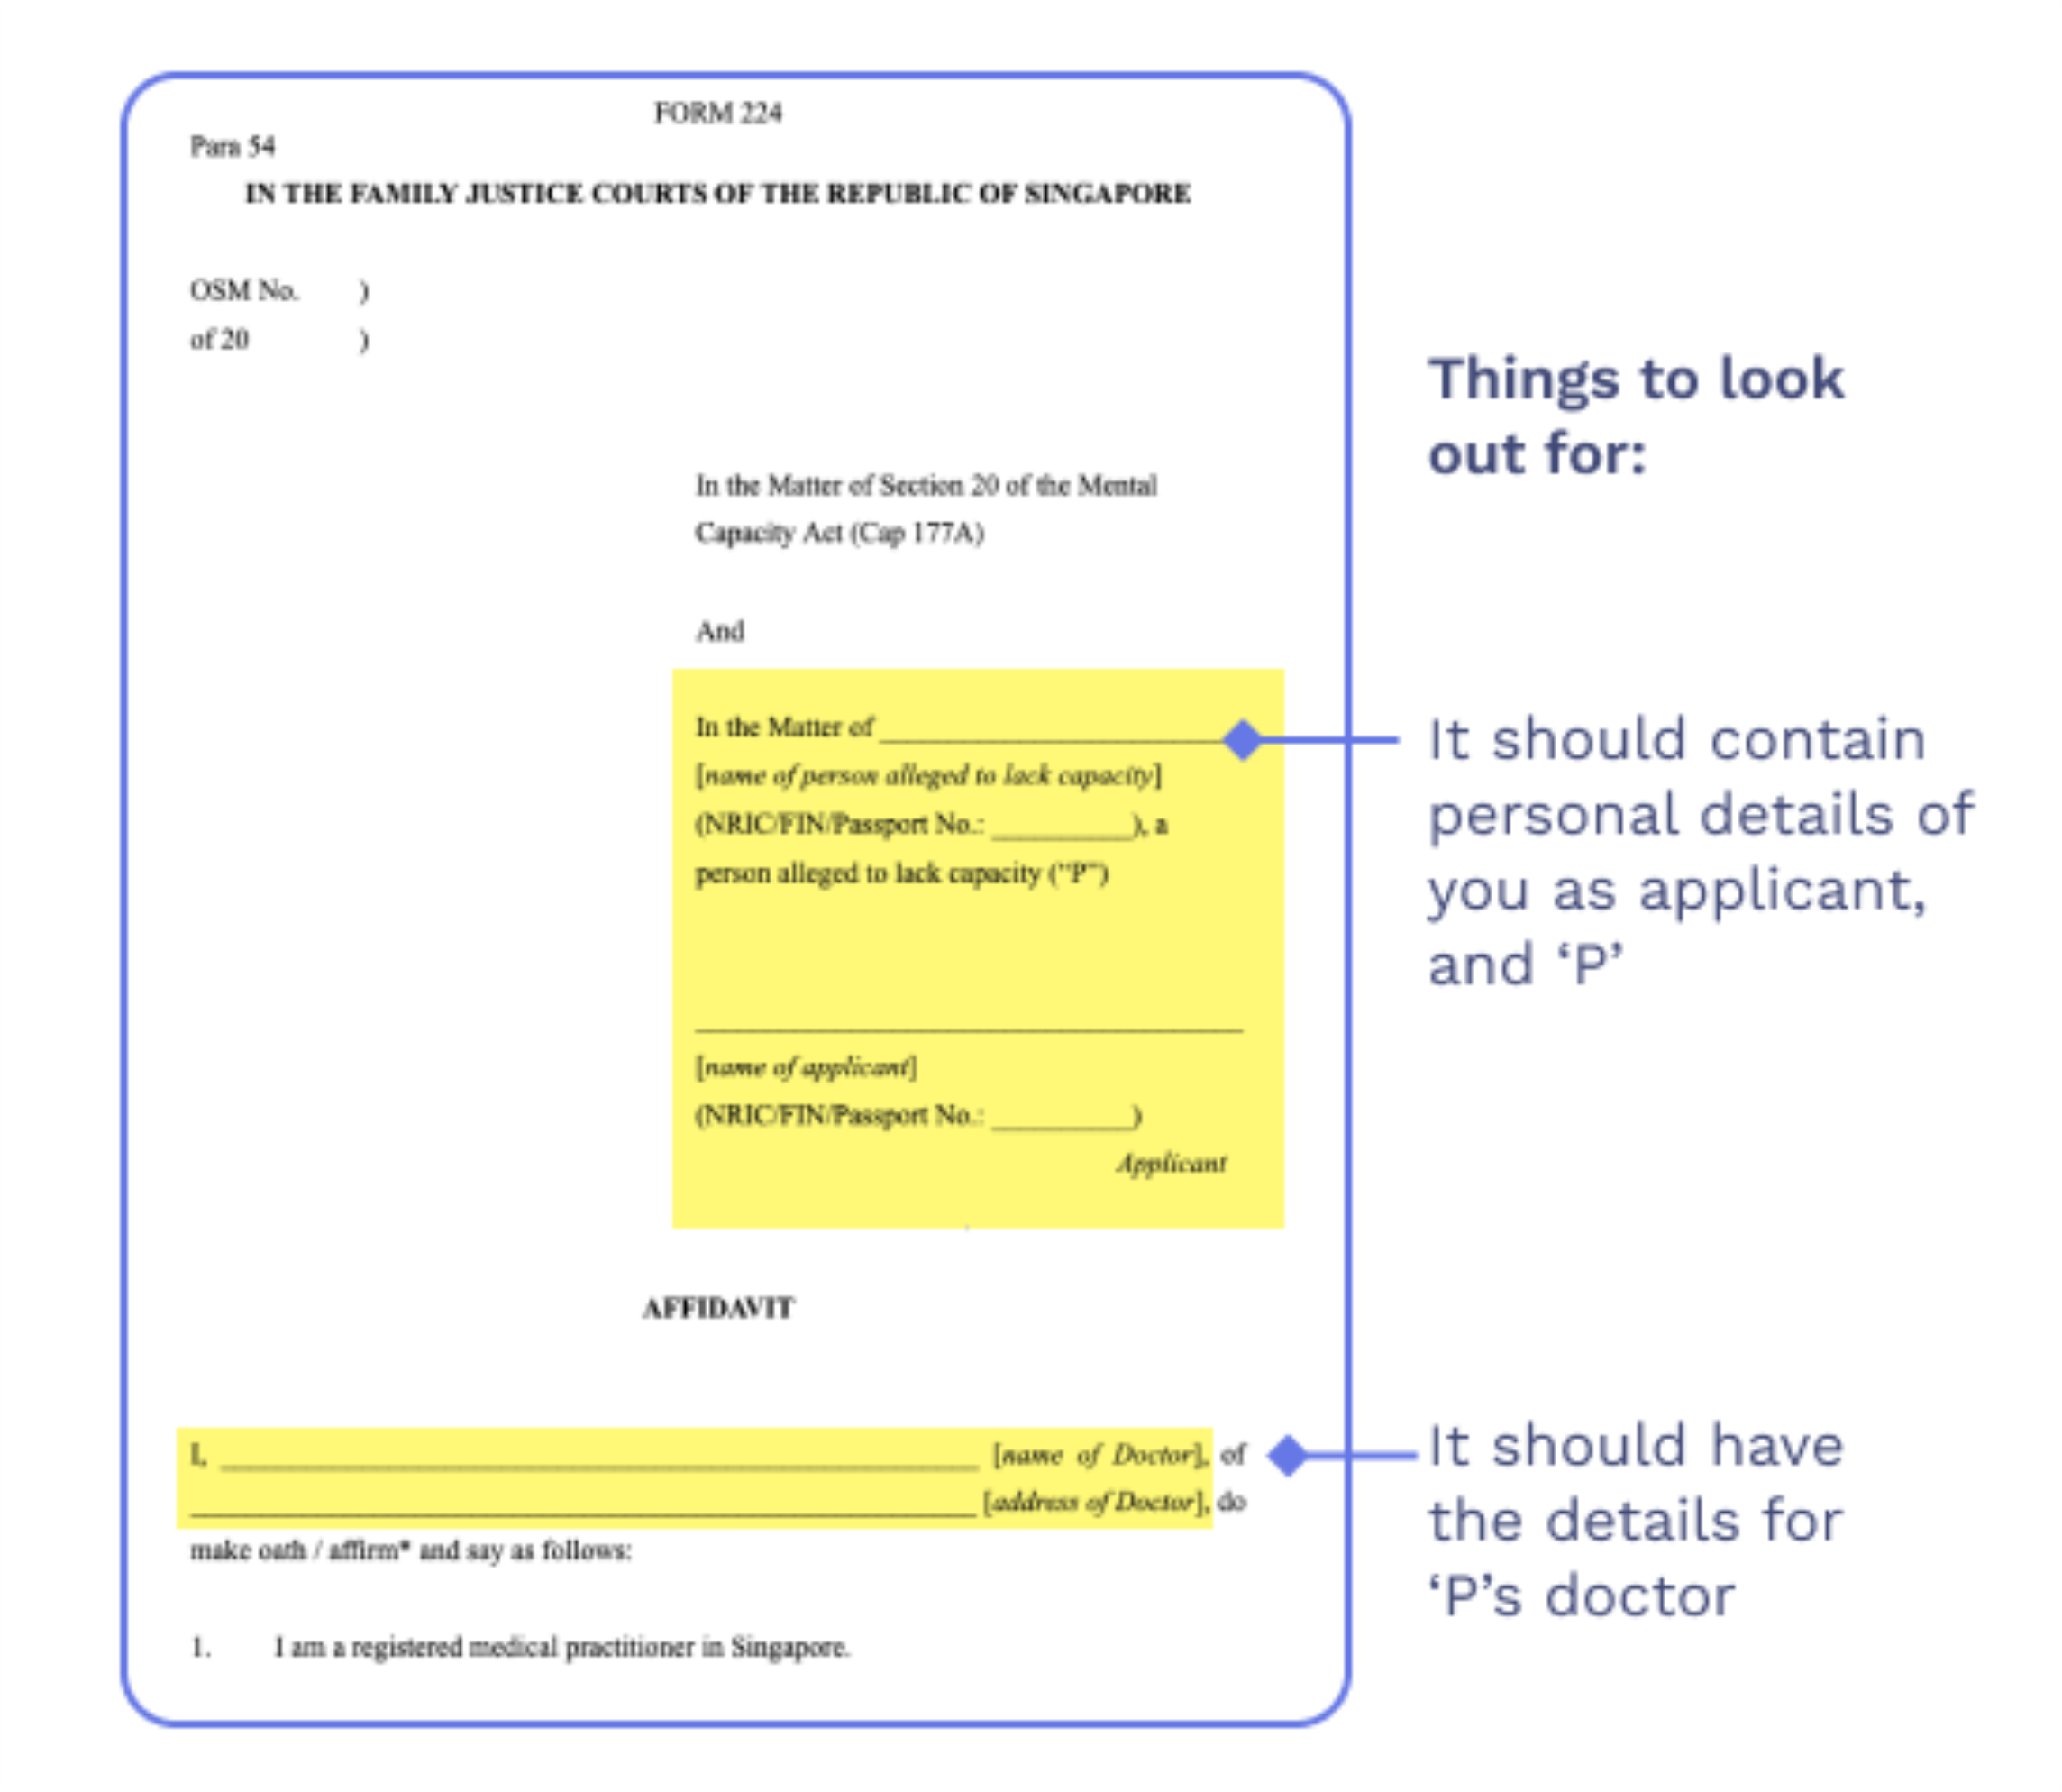 FORM 224
Para 54
IN THE FAMILY JUSTICE COURTS OF THE REPUBLIC OF SINGAPORE
OSM No. )
of 20 )
In the Matter of Section 20 of the Mental
Capacity Act (Cap 177A)
And
In the Matter of ____________________
[name of person alleged to lack capacity]
(NRIC/FIN/Passport No.: __________), a
person alleged to lack capacity (“P”)
____________________
[name of applicant]
(NRIC/FIN/Passport No.: __________)
Applicant
AFFIDAVIT
I, ____________________ [name of Doctor], of
____________________ [address of Doctor], do
make oath / affirm* and say as follows:
1. I am a registered medical practitioner in Singapore.
Things to look
out for:
It should contain
personal details of
you as applicant,
and ‘P’
It should have
the details for
‘P’s doctor